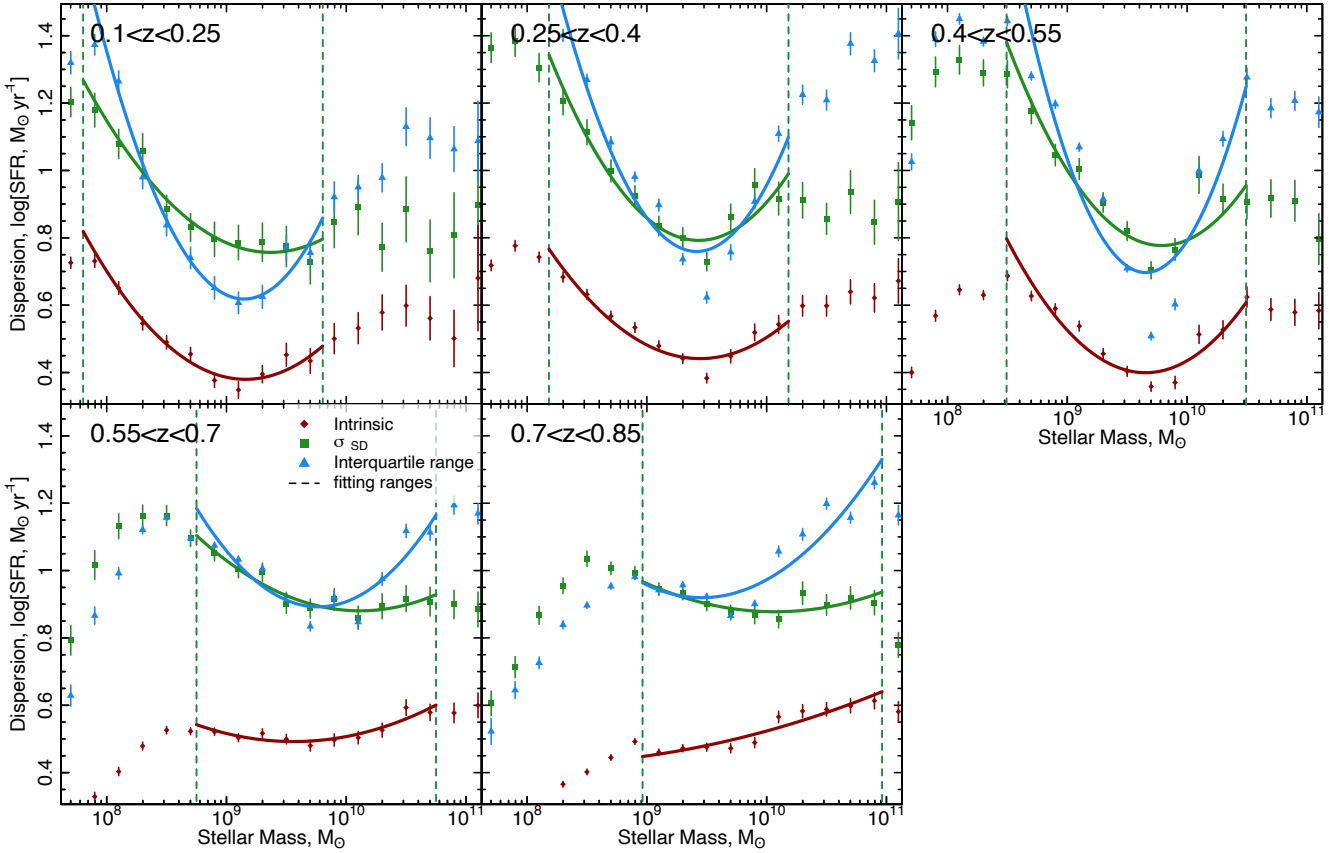 0.1<z<0.25
0.25<z<0.4
0.4<z<0.55
Dispersion, log[SFR, M⊙ yr⁻¹]
0.4 0.6 0.8 1 1.2 1.4
10⁸ 10⁹ 10¹⁰ 10¹¹
Stellar Mass, M⊙
0.55<z<0.7
0.7<z<0.85
Intrinsic
σ SD
Interquartile range
fitting ranges
Dispersion, log[SFR, M⊙ yr⁻¹]
0.4 0.6 0.8 1 1.2 1.4
10⁸ 10⁹ 10¹⁰ 10¹¹
10⁸ 10⁹ 10¹⁰ 10¹¹
Stellar Mass, M⊙
Stellar Mass, M⊙